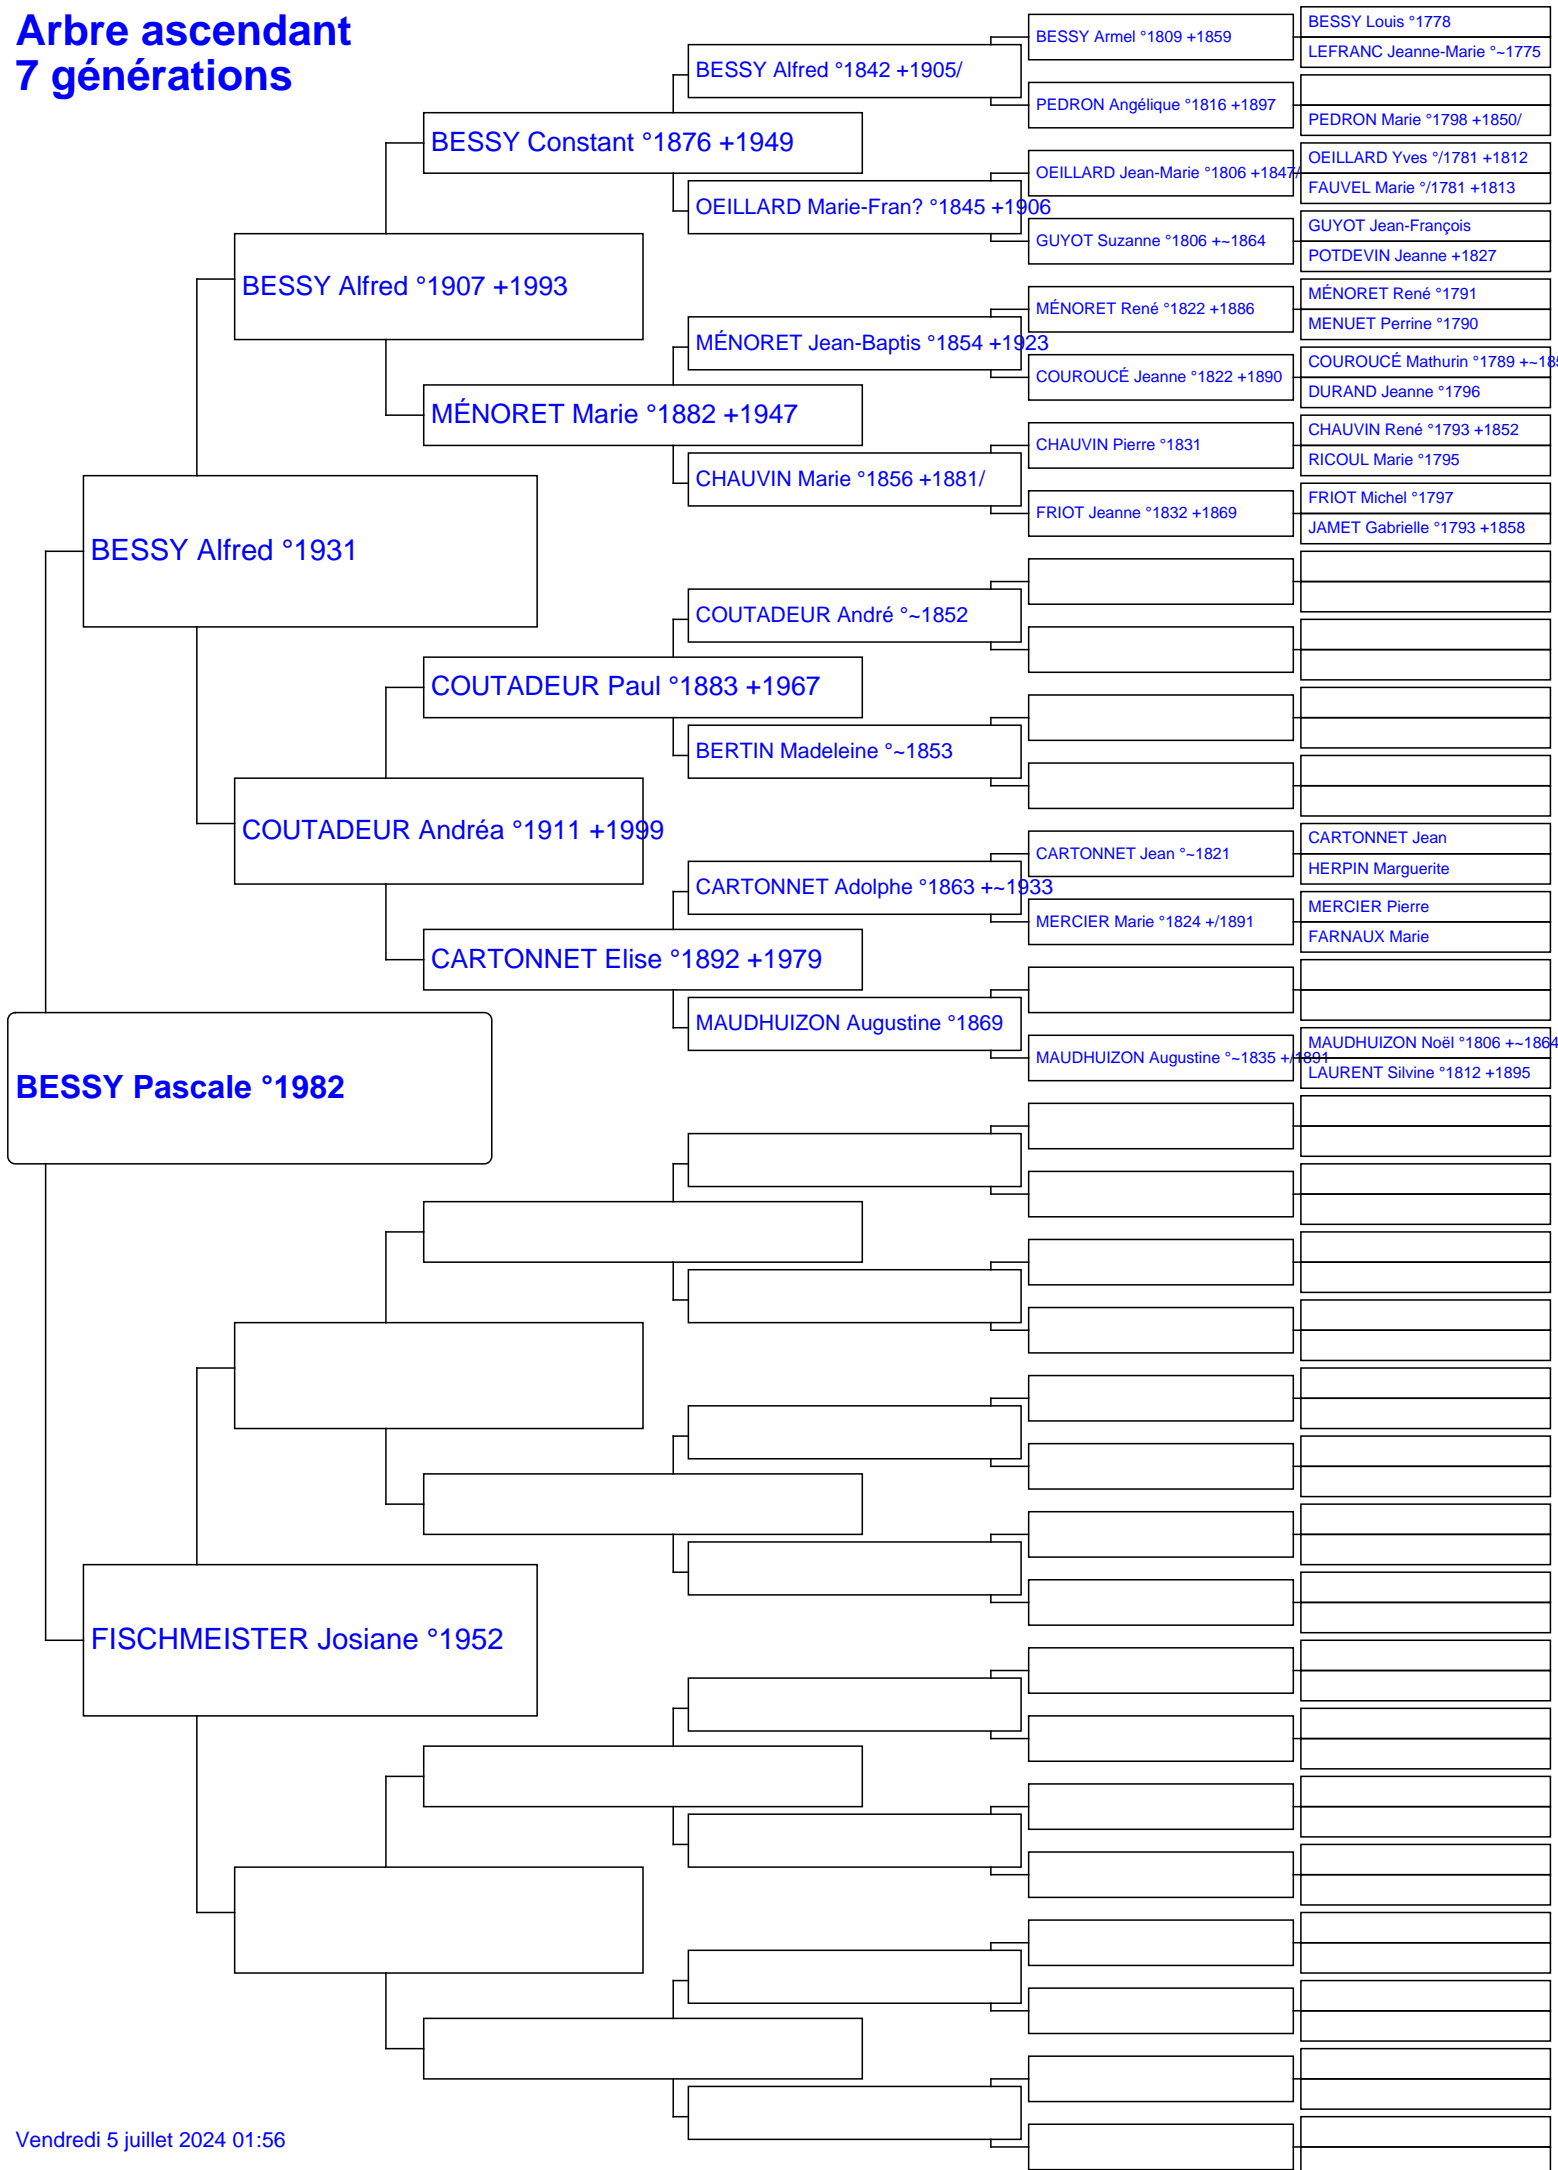 Arbre ascendant
7 générations
BESSY Louis °1778
BESSY Armel °1809 +1859
LEFRANC Jeanne-Marie °~1775
BESSY Alfred °1842 +1905/
PEDRON Angélique °1816 +1897
PEDRON Marie °1798 +1850/
BESSY Constant °1876 +1949
OEILLARD Yves °/1781 +1812
OEILLARD Jean-Marie °1806 +1847/
FAUVEL Marie °/1781 +1813
OEILLARD Marie-Fran? °1845 +1906
GUYOT Jean-François
GUYOT Suzanne °1806 +~1864
POTDEVIN Jeanne +1827
BESSY Alfred °1907 +1993
MÉNORET René °1791
MÉNORET René °1822 +1886
MENUET Perrine °1790
MÉNORET Jean-Baptis °1854 +1923
COUROUCÉ Mathurin °1789 +~185
COUROUCÉ Jeanne °1822 +1890
DURAND Jeanne °1796
MÉNORET Marie °1882 +1947
CHAUVIN René °1793 +1852
CHAUVIN Pierre °1831
RICOUL Marie °1795
CHAUVIN Marie °1856 +1881/
FRIOT Michel °1797
FRIOT Jeanne °1832 +1869
JAMET Gabrielle °1793 +1858
BESSY Alfred °1931
COUTADEUR André °~1852
COUTADEUR Paul °1883 +1967
BERTIN Madeleine °~1853
COUTADEUR Andréa °1911 +1999
CARTONNET Jean
CARTONNET Jean °~1821
HERPIN Marguerite
CARTONNET Adolphe °1863 +~1933
MERCIER Pierre
MERCIER Marie °1824 +/1891
FARNAUX Marie
CARTONNET Elise °1892 +1979
MAUDHUIZON Augustine °1869
MAUDHUIZON Noël °1806 +~1864
MAUDHUIZON Augustine °~1835 +/1891
LAURENT Silvine °1812 +1895
BESSY Pascale °1982
FISCHMEISTER Josiane °1952
Vendredi 5 juillet 2024 01:56